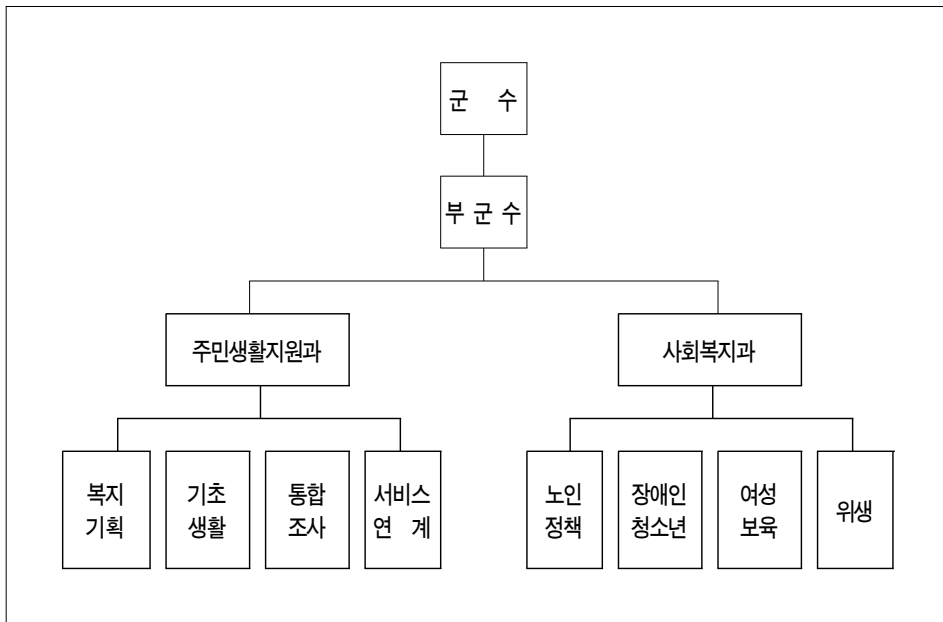 군 수
부 군 수
주민생활지원과
사회복지과
복지
기획
기초
생활
통합
조사
서비스
연 계
노인
정책
장애인
청소년
여성
보육
위생